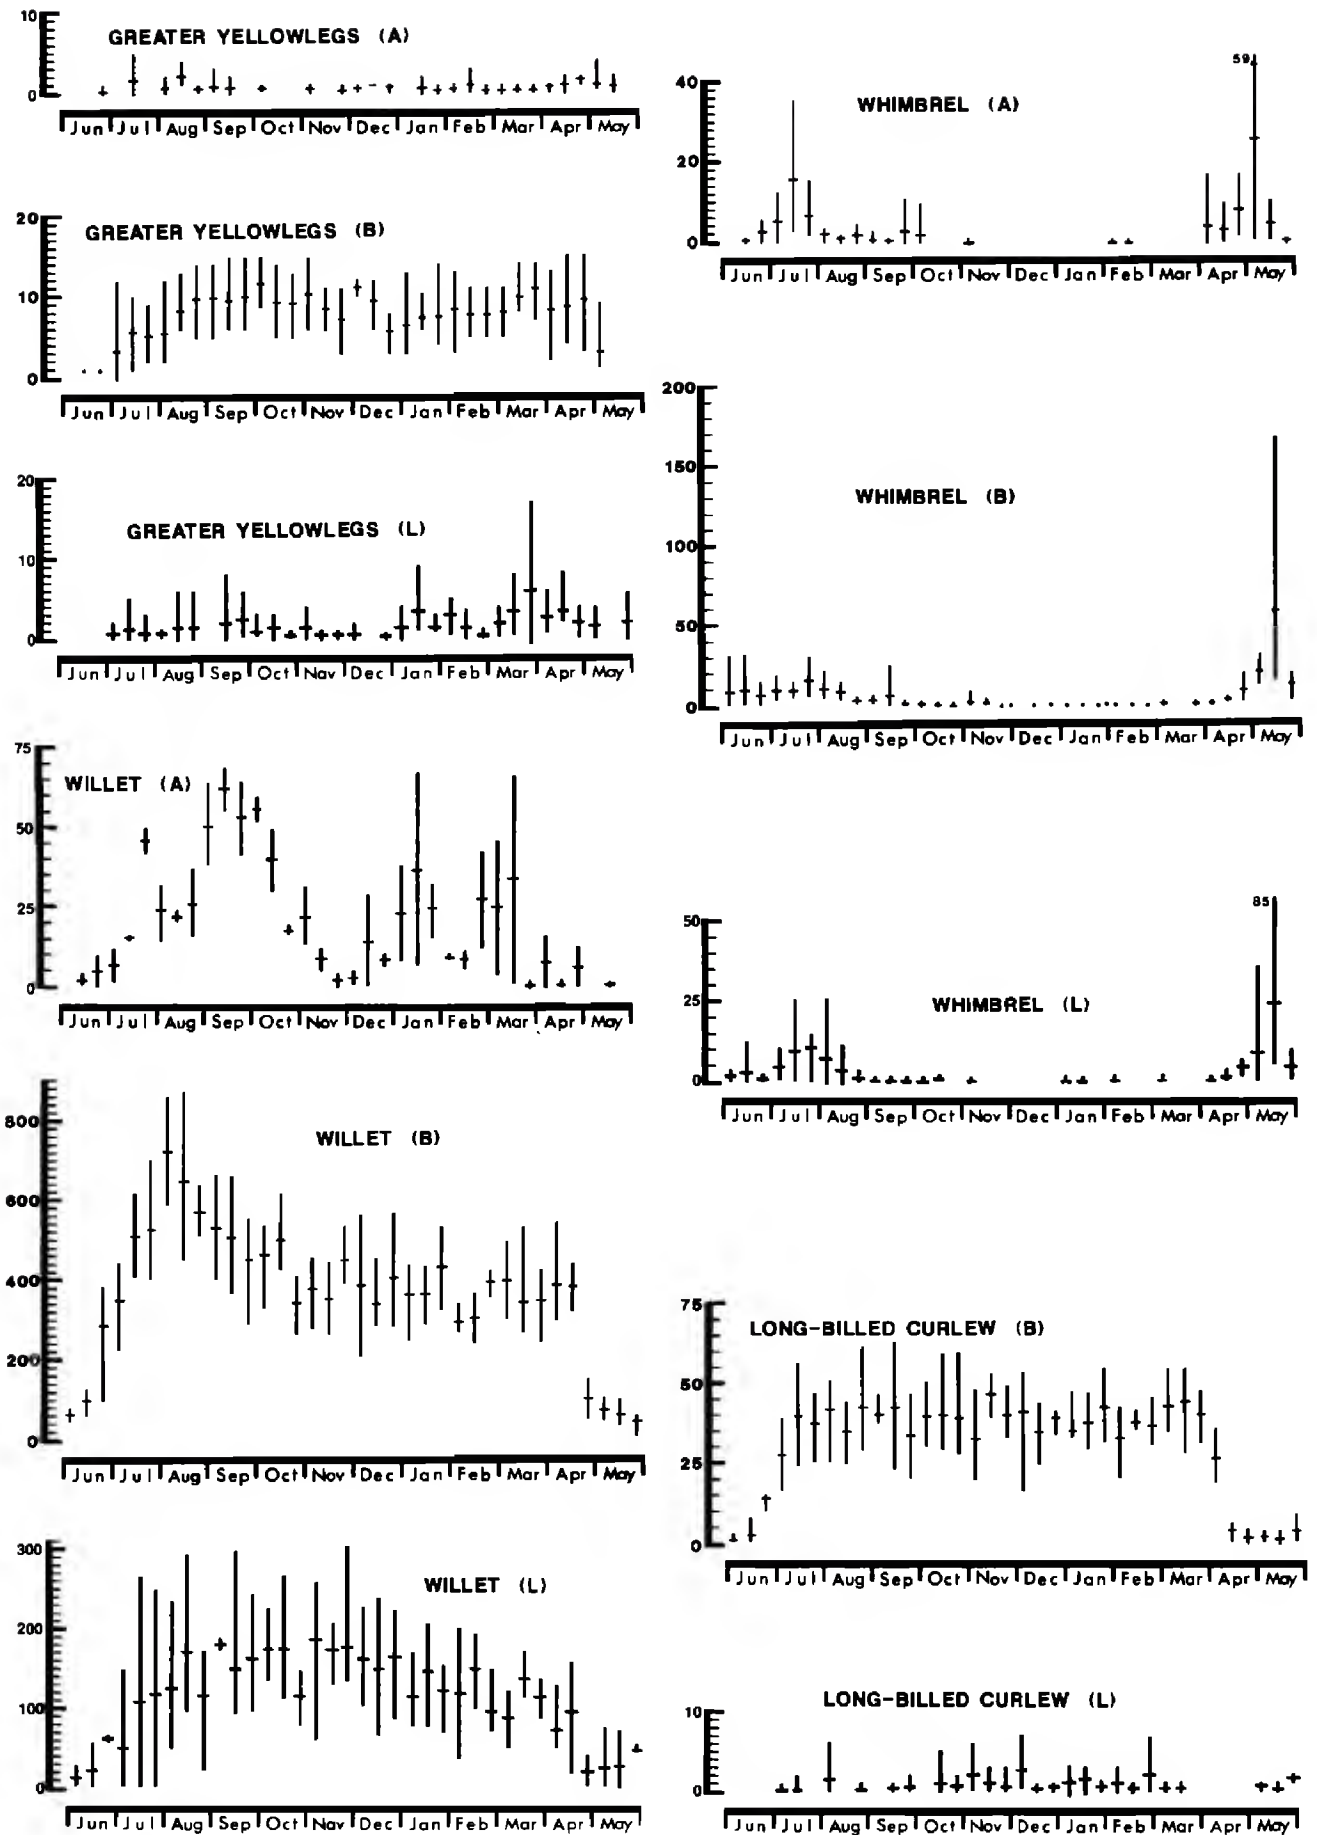 10
GREATER YELLOWLEGS (A)
0
Jun Jul Aug Sep Oct Nov Dec Jan Feb Mar Apr May
20
GREATER YELLOWLEGS (B)
10
0
Jun Jul Aug Sep Oct Nov Dec Jan Feb Mar Apr May
20
GREATER YELLOWLEGS (L)
10
0
Jun Jul Aug Sep Oct Nov Dec Jan Feb Mar Apr May
75
WILLET (A)
50
25
0
Jun Jul Aug Sep Oct Nov Dec Jan Feb Mar Apr May
800
WILLET (B)
600
400
200
0
Jun Jul Aug Sep Oct Nov Dec Jan Feb Mar Apr May
300
WILLET (L)
200
100
0
Jun Jul Aug Sep Oct Nov Dec Jan Feb Mar Apr May
59
40
WHIMBREL (A)
20
0
Jun Jul Aug Sep Oct Nov Dec Jan Feb Mar Apr May
200
150
WHIMBREL (B)
100
50
0
Jun Jul Aug Sep Oct Nov Dec Jan Feb Mar Apr May
85
50
25
WHIMBREL (L)
0
Jun Jul Aug Sep Oct Nov Dec Jan Feb Mar Apr May
75
LONG-BILLED CURLEW (B)
50
25
0
Jun Jul Aug Sep Oct Nov Dec Jan Feb Mar Apr May
LONG-BILLED CURLEW (L)
10
0
Jun Jul Aug Sep Oct Nov Dec Jan Feb Mar Apr May